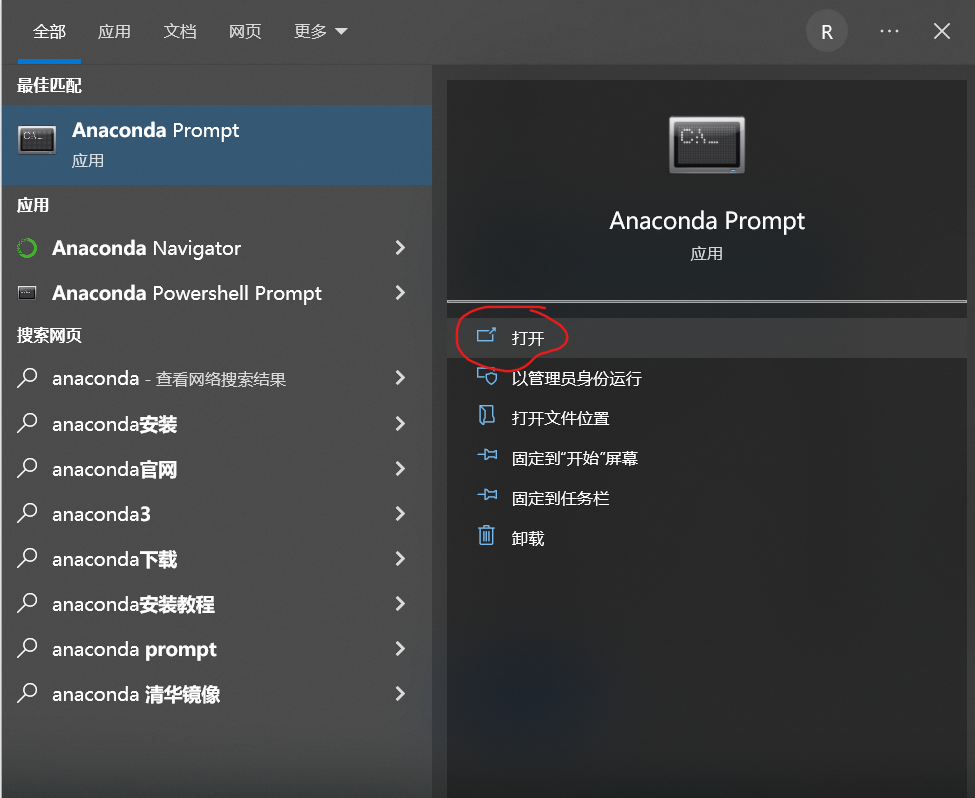 全部 应用 文档 网页 更多 R
最佳匹配
Anaconda Prompt
应用
应用
Anaconda Navigator
Anaconda Powershell Prompt
搜索网页
anaconda - 查看网络搜索结果
anaconda安装
anaconda官网
anaconda3
anaconda下载
anaconda安装教程
anaconda prompt
anaconda 清华镜像
C:\_
Anaconda Prompt
应用
打开
以管理员身份运行
打开文件位置
固定到“开始”屏幕
固定到任务栏
卸载